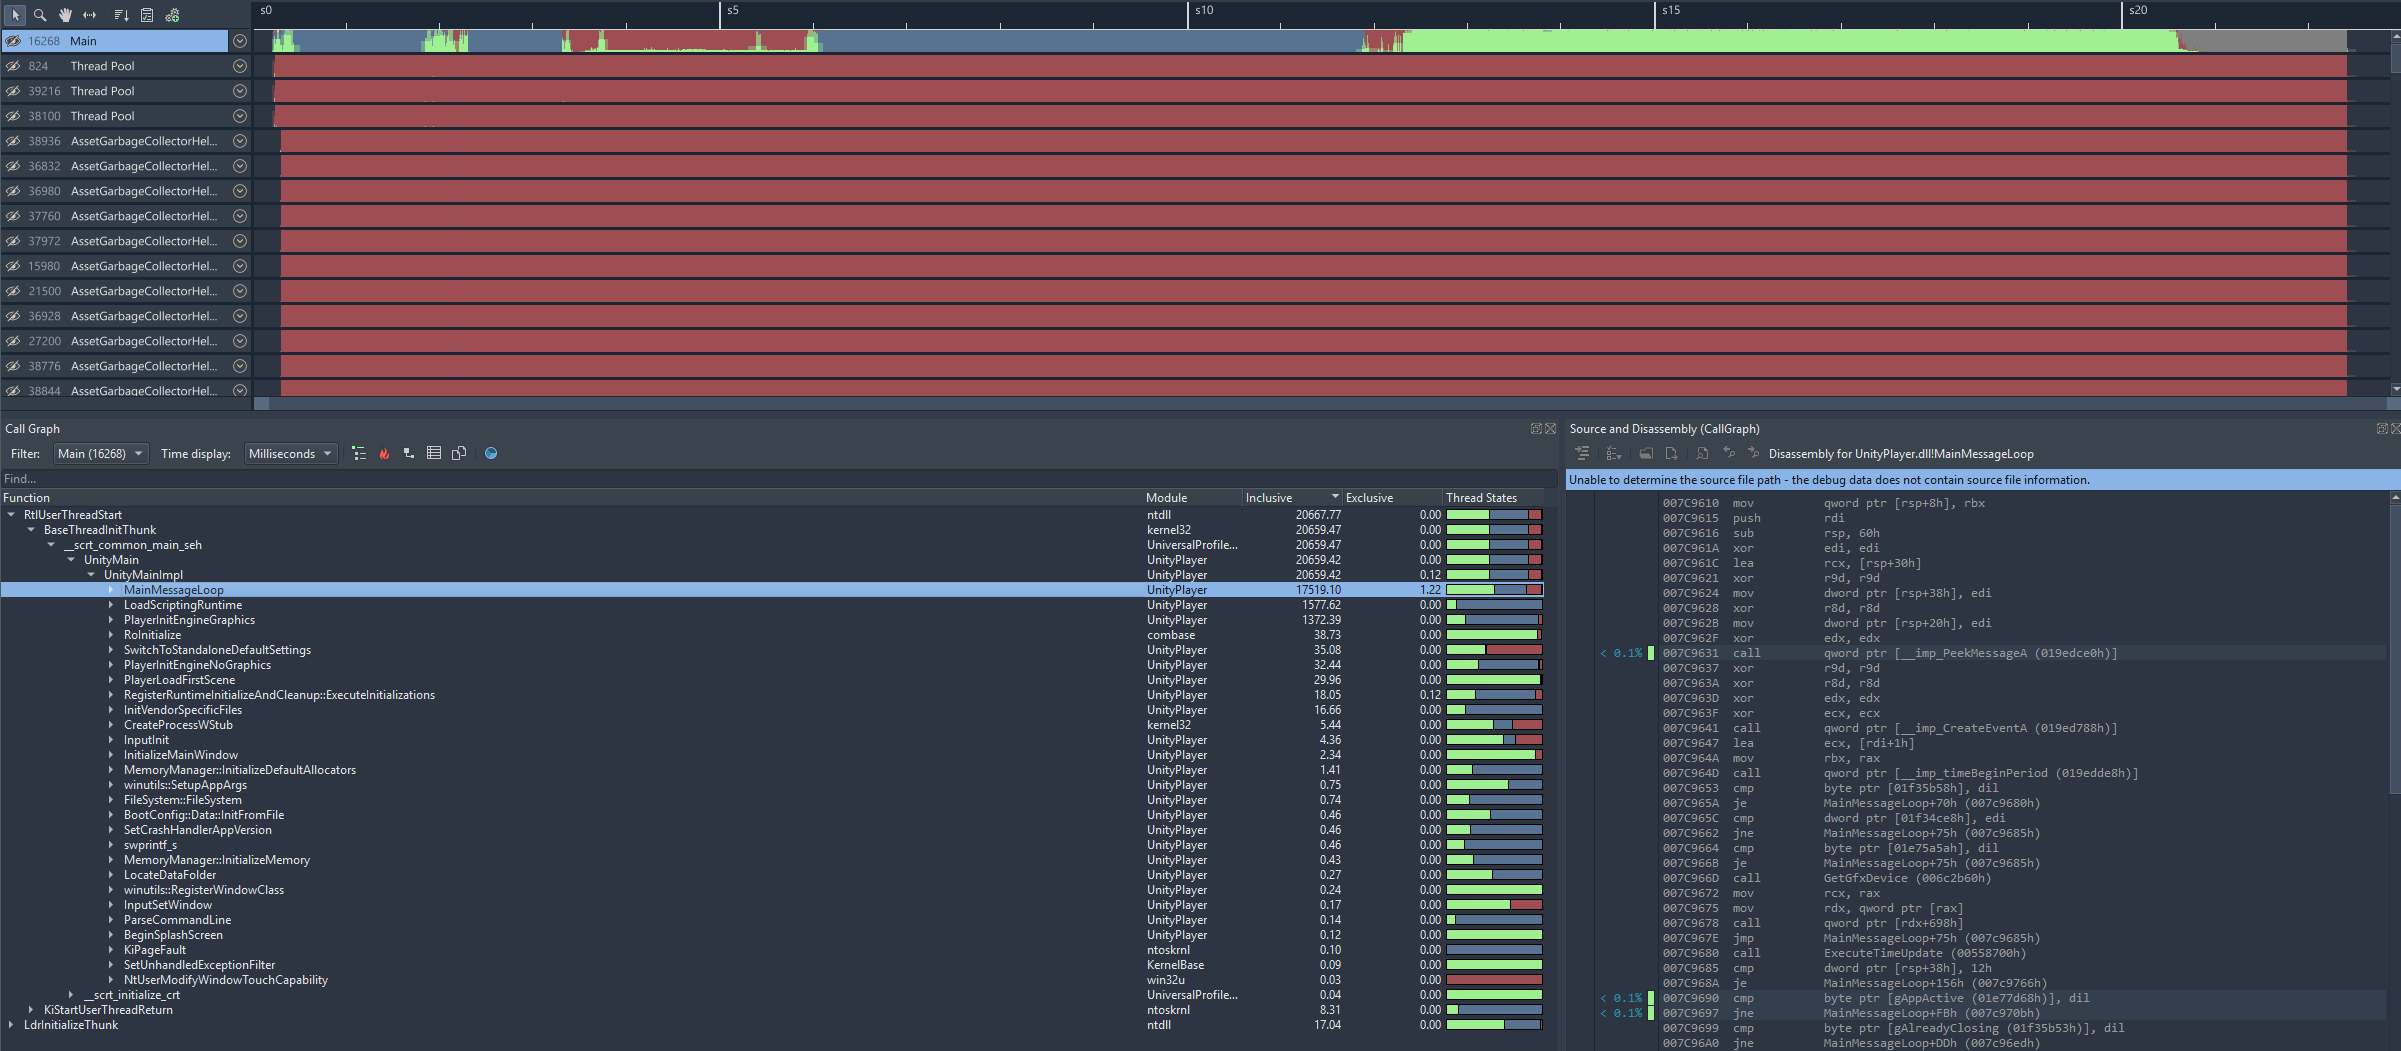 s0 s5 s10 s15 s20
16268 Main
824 Thread Pool
39216 Thread Pool
38100 Thread Pool
38936 AssetGarbageCollectorHel...
36832 AssetGarbageCollectorHel...
36980 AssetGarbageCollectorHel...
37760 AssetGarbageCollectorHel...
37972 AssetGarbageCollectorHel...
15980 AssetGarbageCollectorHel...
21500 AssetGarbageCollectorHel...
36928 AssetGarbageCollectorHel...
27200 AssetGarbageCollectorHel...
38776 AssetGarbageCollectorHel...
38844 AssetGarbageCollectorHel...
Call Graph
Filter: Main (16268) Time display: Milliseconds
Find...
Function Module Inclusive Exclusive Thread States
RtlUserThreadStart ntdll 20667.77 0.00
BaseThreadInitThunk kernel32 20659.47 0.00
__scrt_common_main_seh UniversalProfile... 20659.47 0.00
UnityMain UnityPlayer 20659.42 0.00
UnityMainImpl UnityPlayer 20659.42 0.12
MainMessageLoop UnityPlayer 17519.10 1.22
LoadScriptingRuntime UnityPlayer 1577.62 0.00
PlayerInitEngineGraphics UnityPlayer 1372.39 0.00
RoInitialize combase 38.73 0.00
SwitchToStandaloneDefaultSettings UnityPlayer 35.08 0.00
PlayerInitEngineNoGraphics UnityPlayer 32.44 0.00
PlayerLoadFirstScene UnityPlayer 29.96 0.00
RegisterRuntimeInitializeAndCleanup::ExecuteInitializations UnityPlayer 18.05 0.12
InitVendorSpecificFiles UnityPlayer 16.66 0.00
CreateProcessWStub kernel32 5.44 0.00
InputInit UnityPlayer 4.36 0.00
InitializeMainWindow UnityPlayer 2.34 0.00
MemoryManager::InitializeDefaultAllocators UnityPlayer 1.41 0.00
winutils::SetupAppArgs UnityPlayer 0.75 0.00
FileSystem::FileSystem UnityPlayer 0.74 0.00
BootConfig::Data::InitFromFile UnityPlayer 0.46 0.00
SetCrashHandlerAppVersion UnityPlayer 0.46 0.00
swprintf_s UnityPlayer 0.46 0.00
MemoryManager::InitializeMemory UnityPlayer 0.43 0.00
LocateDataFolder UnityPlayer 0.27 0.00
winutils::RegisterWindowClass UnityPlayer 0.24 0.00
InputSetWindow UnityPlayer 0.17 0.00
ParseCommandLine UnityPlayer 0.14 0.00
BeginSplashScreen UnityPlayer 0.12 0.00
KiPageFault ntoskrnl 0.10 0.00
SetUnhandledExceptionFilter KernelBase 0.09 0.00
NtUserModifyWindowTouchCapability win32u 0.03 0.00
__scrt_initialize_crt UniversalProfile... 0.04 0.00
KiStartUserThreadReturn ntoskrnl 8.31 0.00
LdrInitializeThunk ntdll 17.04 0.00
Source and Disassembly (CallGraph)
Disassembly for UnityPlayer.dll!MainMessageLoop
Unable to determine the source file path - the debug data does not contain source file information.
007C9610 mov qword ptr [rsp+8h], rbx
007C9615 push rdi
007C9616 sub rsp, 60h
007C961A xor edi, edi
007C961C lea rcx, [rsp+30h]
007C9621 xor r9d, r9d
007C9624 mov dword ptr [rsp+38h], edi
007C9628 xor r8d, r8d
007C962B mov dword ptr [rsp+20h], edi
007C962F xor edx, edx
< 0.1% 007C9631 call qword ptr [__imp_PeekMessageA (019edce0h)]
007C9637 xor r9d, r9d
007C963A xor r8d, r8d
007C963D xor edx, edx
007C963F xor ecx, ecx
007C9641 call qword ptr [__imp_CreateEventA (019ed788h)]
007C9647 lea ecx, [rdi+1h]
007C964A mov rbx, rax
007C964D call qword ptr [__imp_timeBeginPeriod (019edde8h)]
007C9653 cmp byte ptr [01f35b58h], dil
007C965A je MainMessageLoop+70h (007c9680h)
007C965C cmp dword ptr [01f34ce8h], edi
007C9662 jne MainMessageLoop+75h (007c9685h)
007C9664 cmp byte ptr [01e75a5ah], dil
007C966B je MainMessageLoop+75h (007c9685h)
007C966D call GetGfxDevice (006c2b60h)
007C9672 mov rcx, rax
007C9675 mov rdx, qword ptr [rax]
007C9678 call qword ptr [rdx+698h]
007C967E jmp MainMessageLoop+75h (007c9685h)
007C9680 call ExecuteTimeUpdate (00558700h)
007C9685 cmp dword ptr [rsp+38h], 12h
007C968A je MainMessageLoop+156h (007c9766h)
< 0.1% 007C9690 cmp byte ptr [gAppActive (01e77d68h)], dil
< 0.1% 007C9697 jne MainMessageLoop+FBh (007c970bh)
007C9699 cmp byte ptr [gAlreadyClosing (01f35b53h)], dil
007C96A0 jne MainMessageLoop+DDh (007c96edh)